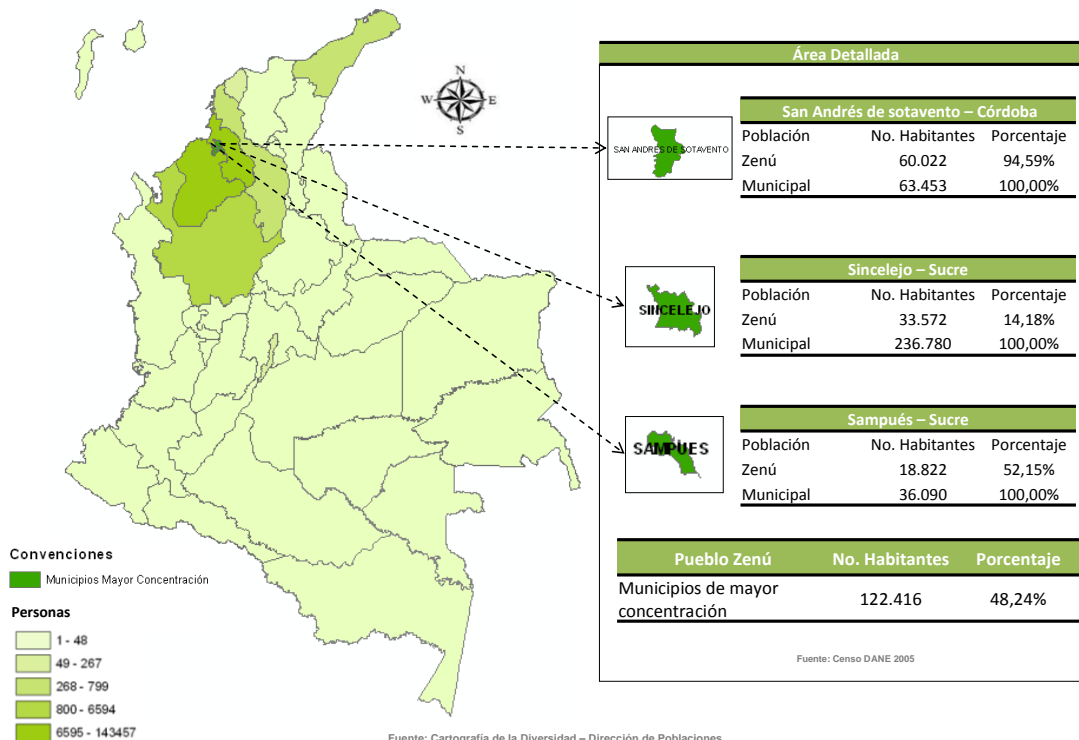 N
W E
S
Área Detallada
San Andrés de sotavento – Córdoba
SAN ANDRES DE SOTAVENTO
Población No. Habitantes Porcentaje
Zenú 60.022 94,59%
Municipal 63.453 100,00%
Sincelejo – Sucre
SINCELEJO
Población No. Habitantes Porcentaje
Zenú 33.572 14,18%
Municipal 236.780 100,00%
Sampués – Sucre
SAMPUES
Población No. Habitantes Porcentaje
Zenú 18.822 52,15%
Municipal 36.090 100,00%
Pueblo Zenú No. Habitantes Porcentaje
Municipios de mayor
concentración 122.416 48,24%
Fuente: Censo DANE 2005
Convenciones
Municipios Mayor Concentración
Personas
1 - 48
49 - 267
268 - 799
800 - 6594
6595 - 143457
Fuente: Cartografía de la Diversidad – Dirección de Poblaciones